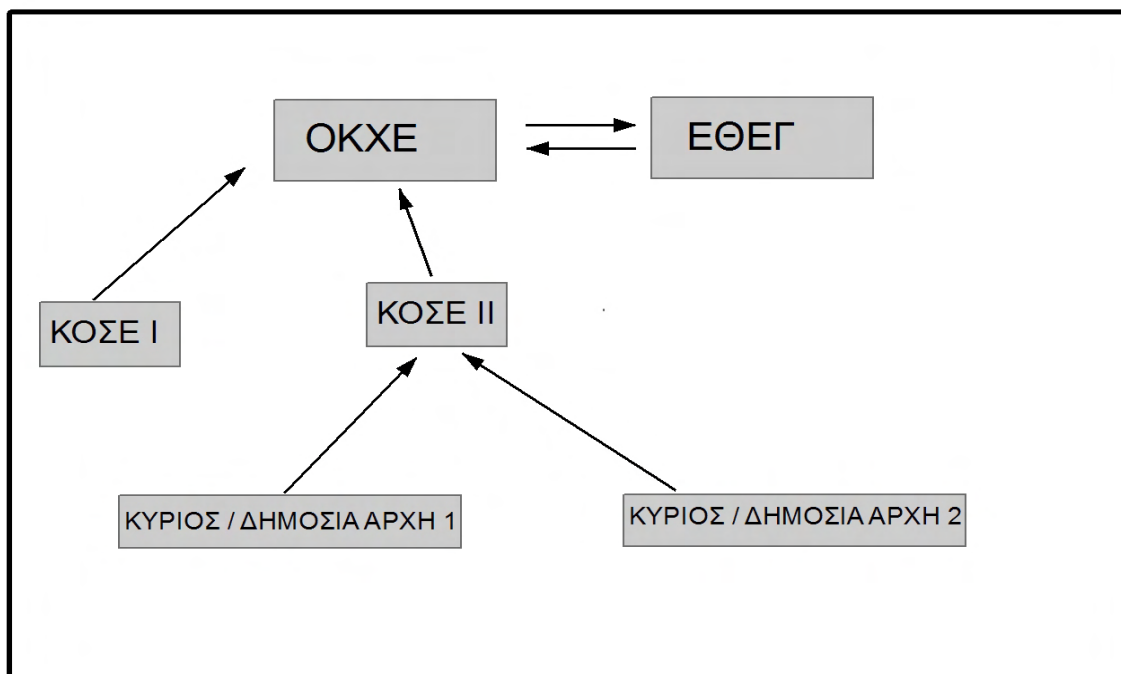 ΟΚΧΕ
ΕΘΕΓ
ΚΟΣΕ Ι
ΚΟΣΕ ΙΙ
ΚΥΡΙΟΣ / ΔΗΜΟΣΙΑ ΑΡΧΗ 1
ΚΥΡΙΟΣ / ΔΗΜΟΣΙΑ ΑΡΧΗ 2